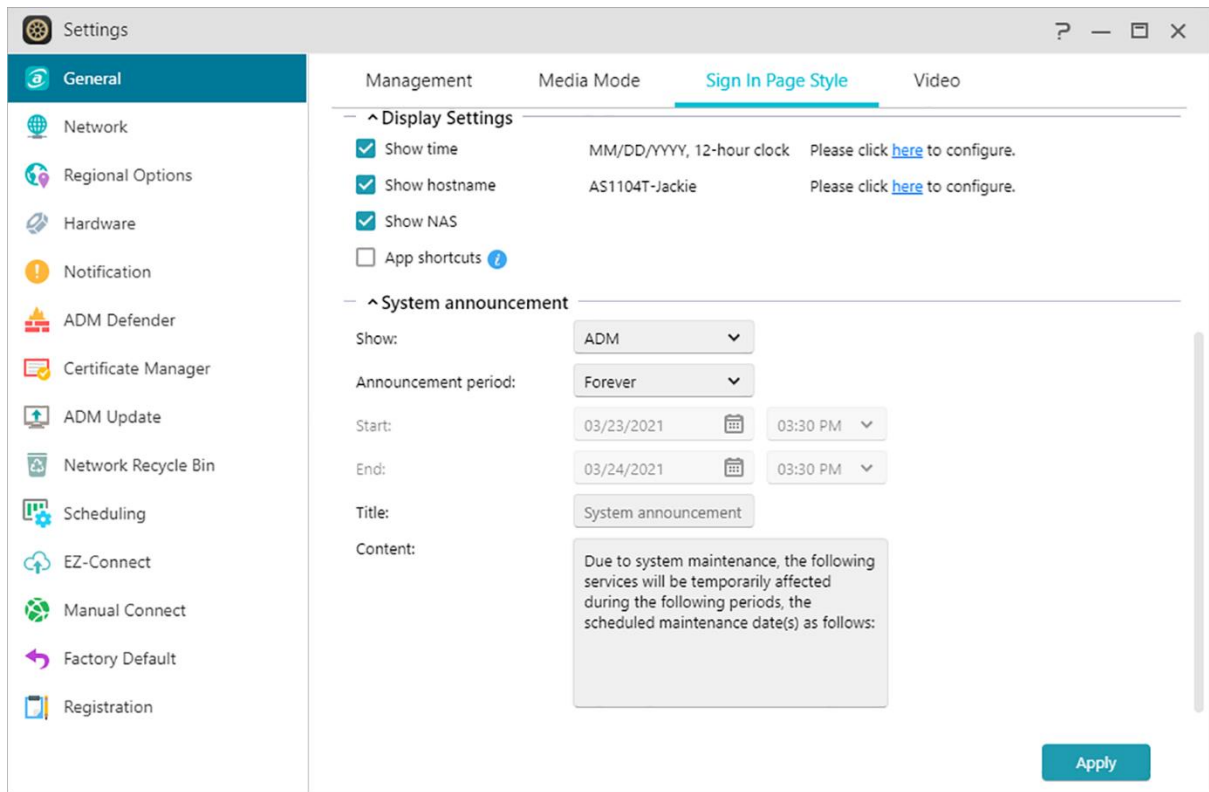 Settings
General
Management Media Mode Sign In Page Style Video
Display Settings
Network
Show time MM/DD/YYYY, 12-hour clock Please click here to configure.
Regional Options
Show hostname AS1104T-Jackie Please click here to configure.
Hardware
Show NAS
App shortcuts
Notification
System announcement
ADM Defender
Show: ADM
Certificate Manager
Announcement period: Forever
ADM Update
Start: 03/23/2021 03:30 PM
Network Recycle Bin
End: 03/24/2021 03:30 PM
Scheduling
Title: System announcement
EZ-Connect
Content:
Due to system maintenance, the following
services will be temporarily affected
during the following periods, the
scheduled maintenance date(s) as follows:
Manual Connect
Factory Default
Registration
Apply